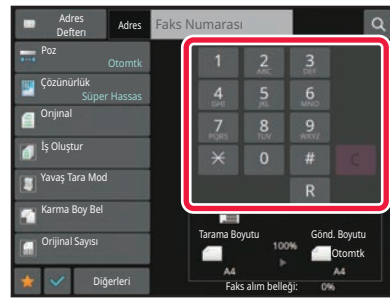 Adres
Defteri
Adres
Faks Numarası
Poz
Otomtk
Çözünürlük
Süper Hassas
Orijinal
İş Oluştur
Yavaş Tara Mod
Karma Boy Bel
Orijinal Sayısı
Diğerleri
1 2 3
ABC DEF
4 5 6
GHI JKL MNO
7 8 9
PQRS TUV WXYZ
0 # C
R
Tarama Boyutu Gönd. Boyutu
100%
Otomtk
A4 A4
Faks alım belleği: 0%